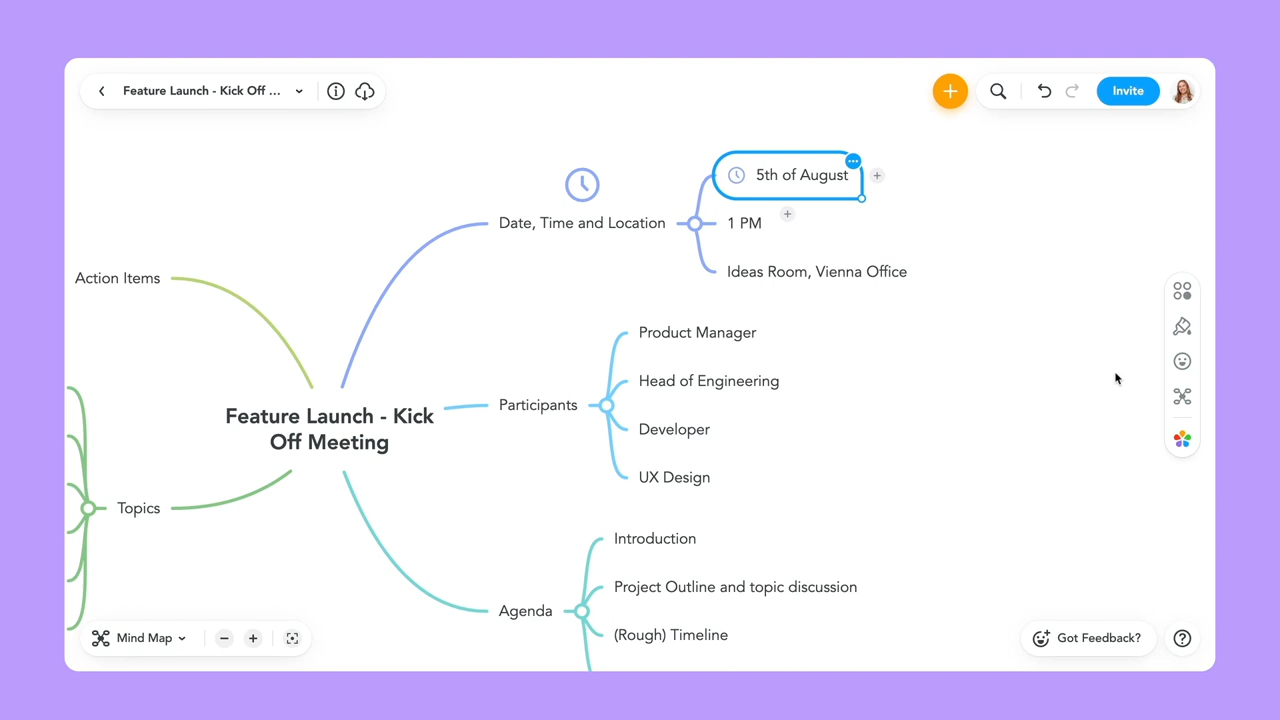 Feature Launch - Kick Off ...
Invite
5th of August
Date, Time and Location
1 PM
Ideas Room, Vienna Office
Action Items
Product Manager
Head of Engineering
Participants
Developer
UX Design
Feature Launch - Kick
Off Meeting
Topics
Introduction
Project Outline and topic discussion
Agenda
(Rough) Timeline
Mind Map
Got Feedback?